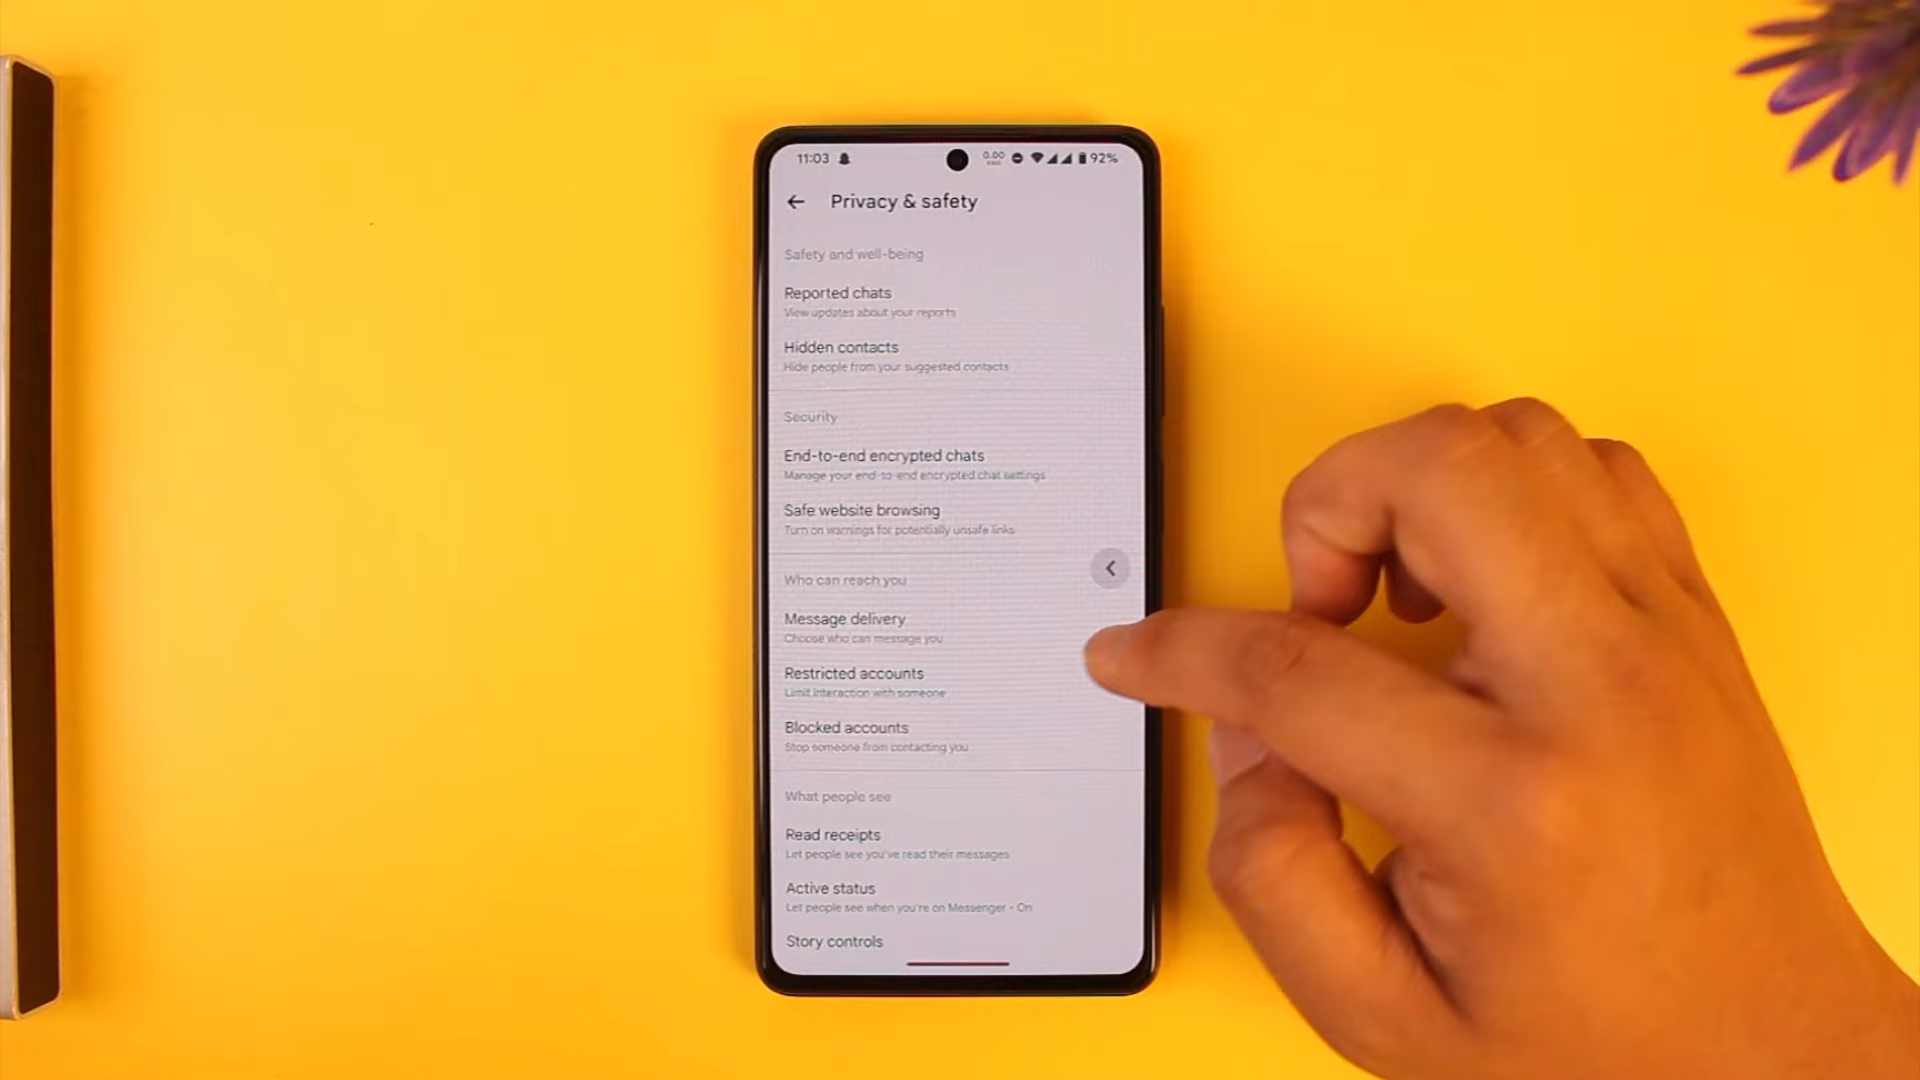 11:03 0.00 92%
Privacy & safety
Safety and well-being
Reported chats
View updates about your reports
Hidden contacts
Hide people from your suggested contacts
Security
End-to-end encrypted chats
Manage your end-to-end encrypted chat settings
Safe website browsing
Turn on warnings for potentially unsafe links
Who can reach you
Message delivery
Choose who can message you
Restricted accounts
Limit interaction with someone
Blocked accounts
Stop someone from contacting you
What people see
Read receipts
Let people see you've read their messages
Active status
Let people see when you're on Messenger - On
Story controls